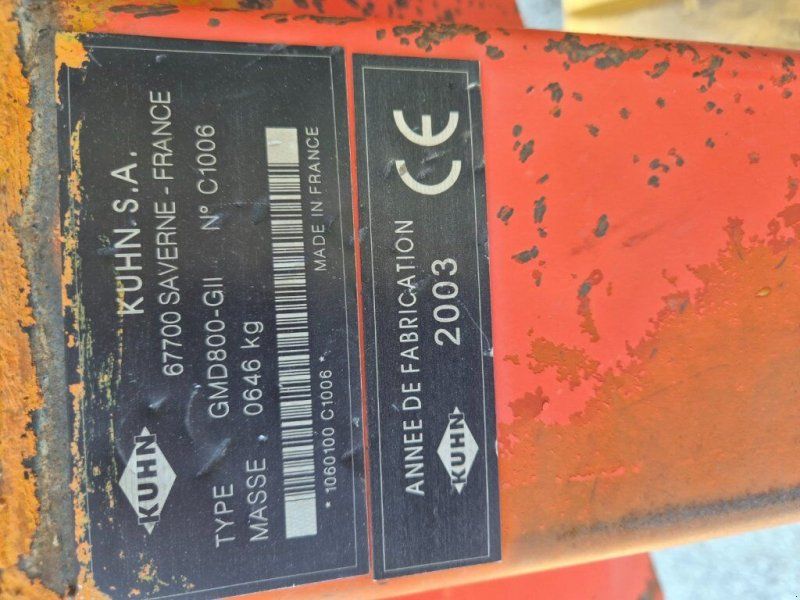 KUHN S.A.
67700 SAVERNE - FRANCE
KUHN
TYPE GMD800-GII N° C1006
MASSE 0646 kg
* 1060100 C1006 * MADE IN FRANCE
ANNEE DE FABRICATION CE
KUHN 2003